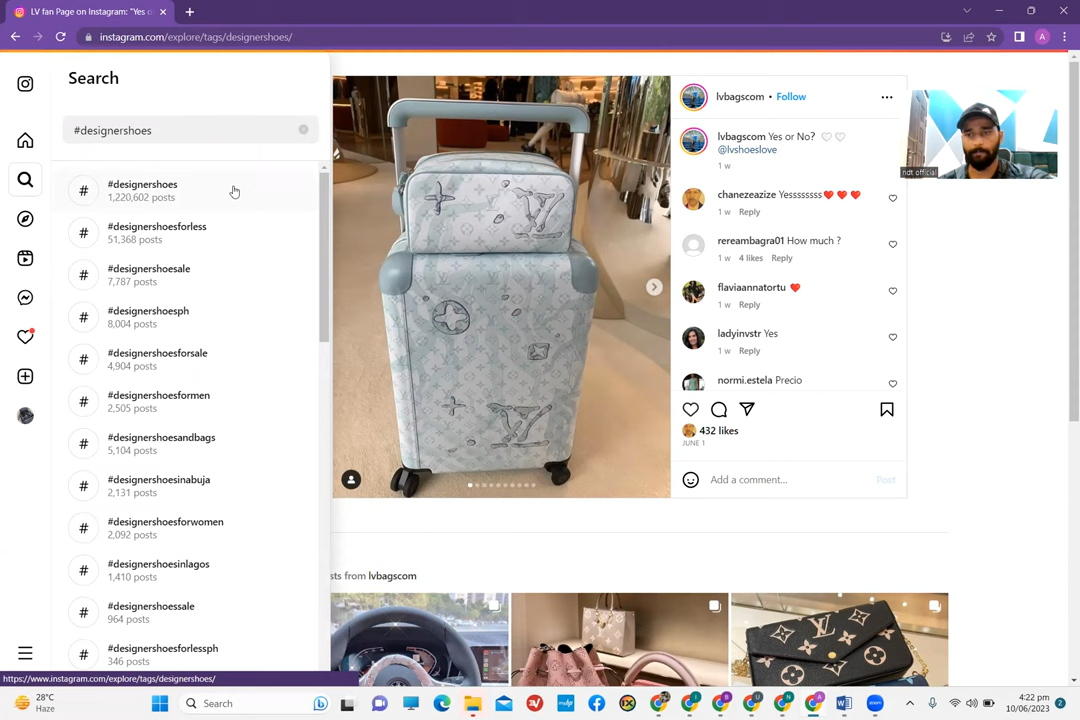 LV fan Page on Instagram: "Yes o
instagram.com/explore/tags/designershoes/
A
Search
#designershoes
#designershoes
1,220,602 posts
#designershoesforless
51,368 posts
#designershoesale
7,787 posts
#designershoesph
8,004 posts
#designershoesforsale
4,904 posts
#designershoesformen
2,505 posts
#designershoesandbags
5,104 posts
#designershoesinabuja
2,131 posts
#designershoesforwomen
2,092 posts
#designershoesinlagos
1,410 posts
#designershoessale
964 posts
#designershoesforlessph
346 posts
lvbagscom • Follow
lvbagscom Yes or No?
@lvshoeslove
1 w
chanezeazize Yesssssss
1 w Reply
rereambagra01 How much ?
1 w 4 likes Reply
flaviaannatortu
1 w Reply
ladyinvstr Yes
1 w Reply
normi.estela Precio
432 likes
JUNE 1
Add a comment... Post
ndt official
sts from lvbagscom
https://www.instagram.com/explore/tags/designershoes/
28°C
Haze
Search
4:22 pm
10/06/2023